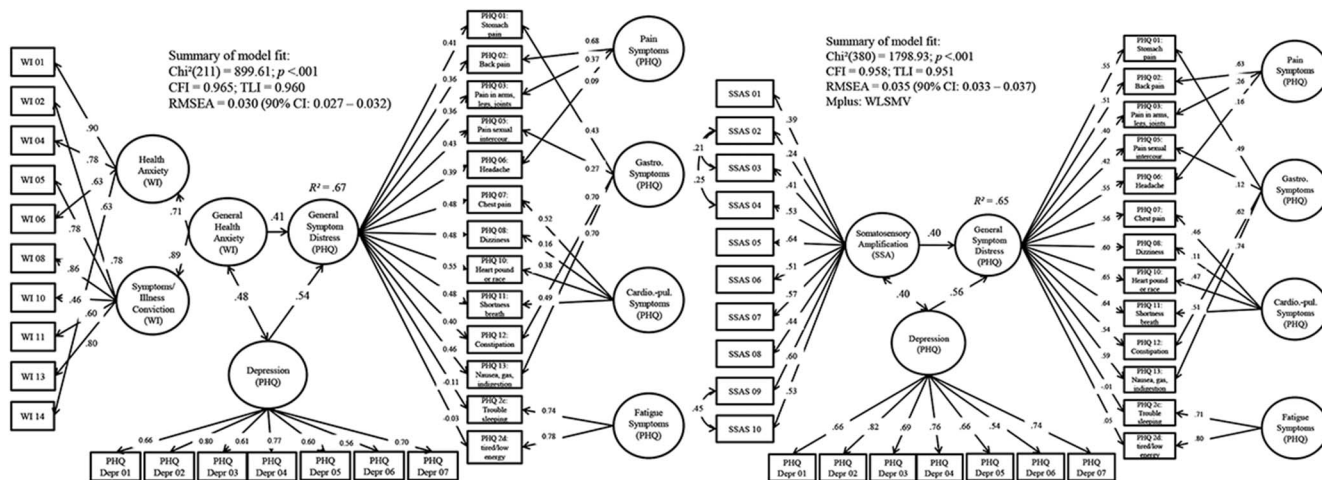 Summary of model fit:
Chi²(211) = 899.61; p <.001
CFI = 0.965; TLI = 0.960
RMSEA = 0.030 (90% CI: 0.027 – 0.032)
WI 01
WI 02
WI 04
WI 05
WI 06
WI 08
WI 10
WI 11
WI 13
WI 14
.90
.78
.63
.63
.78
.78
.86
.46
.60
.80
Health
Anxiety
(WI)
Symptoms/
Illness
Conviction
(WI)
.71
.89
General
Health
Anxiety
(WI)
.41
R² = .67
General
Symptom
Distress
(PHQ)
.48
.54
Depression
(PHQ)
0.66
0.80
0.61
0.77
0.60
0.56
0.70
PHQ
Depr 01
PHQ
Depr 02
PHQ
Depr 03
PHQ
Depr 04
PHQ
Depr 05
PHQ
Depr 06
PHQ
Depr 07
0.41
0.36
0.36
0.43
0.39
0.48
0.48
0.55
0.48
0.40
0.46
-0.11
-0.03
PHQ 01:
Stomach
pain
PHQ 02:
Back pain
PHQ 03:
Pain in arms,
legs, joints
PHQ 05:
Pain sexual
intercour.
PHQ 06:
Headache
PHQ 07:
Chest pain
PHQ 08:
Dizziness
PHQ 10:
Heart pound
or race
PHQ 11:
Shortness
breath
PHQ 12:
Constipation
PHQ 13:
Nausea, gas,
indigestion
PHQ 2c:
Trouble
sleeping
PHQ 2d:
tired/low
energy
0.68
0.37
0.09
0.43
0.27
0.70
0.70
0.52
0.16
0.38
0.49
0.74
0.78
Pain
Symptoms
(PHQ)
Gastro.
Symptoms
(PHQ)
Cardio.-pul.
Symptoms
(PHQ)
Fatigue
Symptoms
(PHQ)
Summary of model fit:
Chi²(380) = 1798.93; p <.001
CFI = 0.958; TLI = 0.951
RMSEA = 0.035 (90% CI: 0.033 – 0.037)
Mplus: WLSMV
SSAS 01
SSAS 02
SSAS 03
SSAS 04
SSAS 05
SSAS 06
SSAS 07
SSAS 08
SSAS 09
SSAS 10
.21
.25
.45
.39
.24
.41
.53
.64
.51
.57
.44
.60
.53
Somatosensory
Amplification
(SSA)
.40
R² = .65
General
Symptom
Distress
(PHQ)
.40
.56
Depression
(PHQ)
.66
.82
.69
.76
.66
.54
.74
PHQ
Depr 01
PHQ
Depr 02
PHQ
Depr 03
PHQ
Depr 04
PHQ
Depr 05
PHQ
Depr 06
PHQ
Depr 07
.55
.51
.40
.42
.55
.56
.60
.65
.64
.54
.59
-.01
.05
PHQ 01:
Stomach
pain
PHQ 02:
Back pain
PHQ 03:
Pain in arms,
legs, joints
PHQ 05:
Pain sexual
intercour.
PHQ 06:
Headache
PHQ 07:
Chest pain
PHQ 08:
Dizziness
PHQ 10:
Heart pound
or race
PHQ 11:
Shortness
breath
PHQ 12:
Constipation
PHQ 13:
Nausea, gas,
indigestion
PHQ 2c:
Trouble
sleeping
PHQ 2d:
tired/low
energy
.63
.26
.16
.49
.12
.62
.74
.46
.11
.47
.51
.71
.80
Pain
Symptoms
(PHQ)
Gastro.
Symptoms
(PHQ)
Cardio.-pul.
Symptoms
(PHQ)
Fatigue
Symptoms
(PHQ)